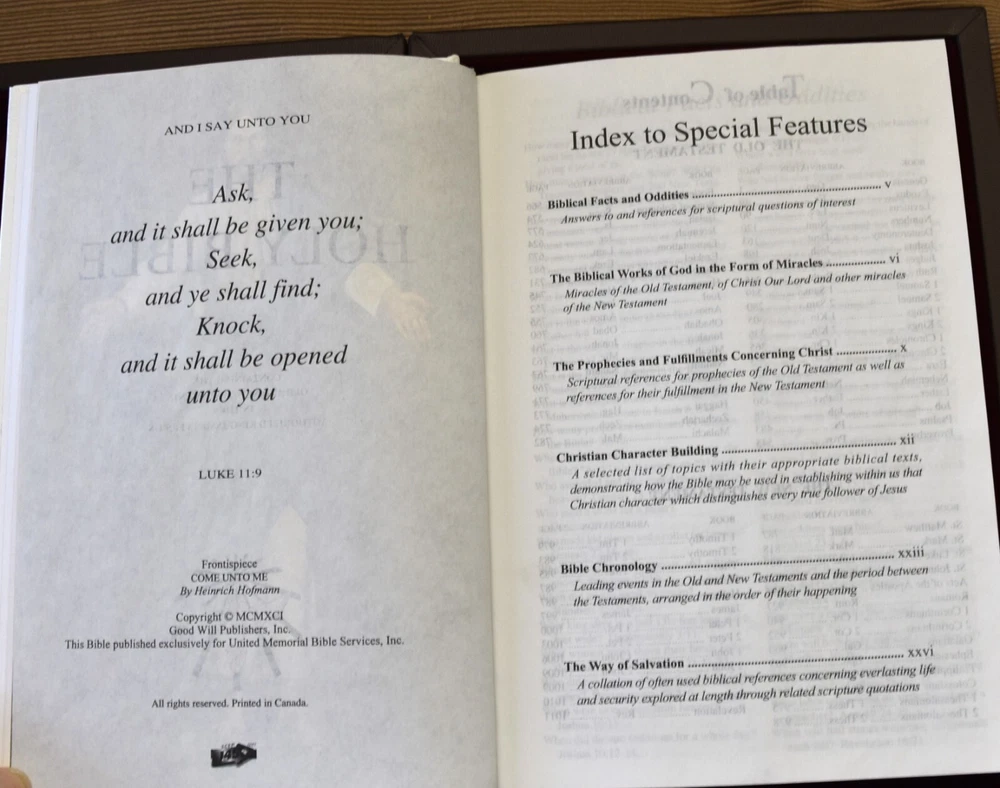 AND I SAY UNTO YOU
Ask,
and it shall be given you;
Seek,
and ye shall find;
Knock,
and it shall be opened
unto you
LUKE 11:9
Frontispiece
COME UNTO ME
By Heinrich Hofmann
Copyright © MCMXCI
Good Will Publishers, Inc.
This Bible published exclusively for United Memorial Bible Services, Inc.
All rights reserved. Printed in Canada.
Index to Special Features
Biblical Facts and Oddities ........................................................ v
Answers to and references for scriptural questions of interest
The Biblical Works of God in the Form of Miracles .................. vi
Miracles of the Old Testament, of Christ Our Lord and other miracles
of the New Testament
The Prophecies and Fulfillments Concerning Christ .................. x
Scriptural references for prophecies of the Old Testament as well as
references for their fulfillment in the New Testament
Christian Character Building .................................................... xii
A selected list of topics with their appropriate biblical texts,
demonstrating how the Bible may be used in establishing within us that
Christian character which distinguishes every true follower of Jesus
Bible Chronology .................................................................... xxiii
Leading events in the Old and New Testaments and the period between
the Testaments, arranged in the order of their happening
The Way of Salvation .............................................................. xxvi
A collation of often used biblical references concerning everlasting life
and security explored at length through related scripture quotations